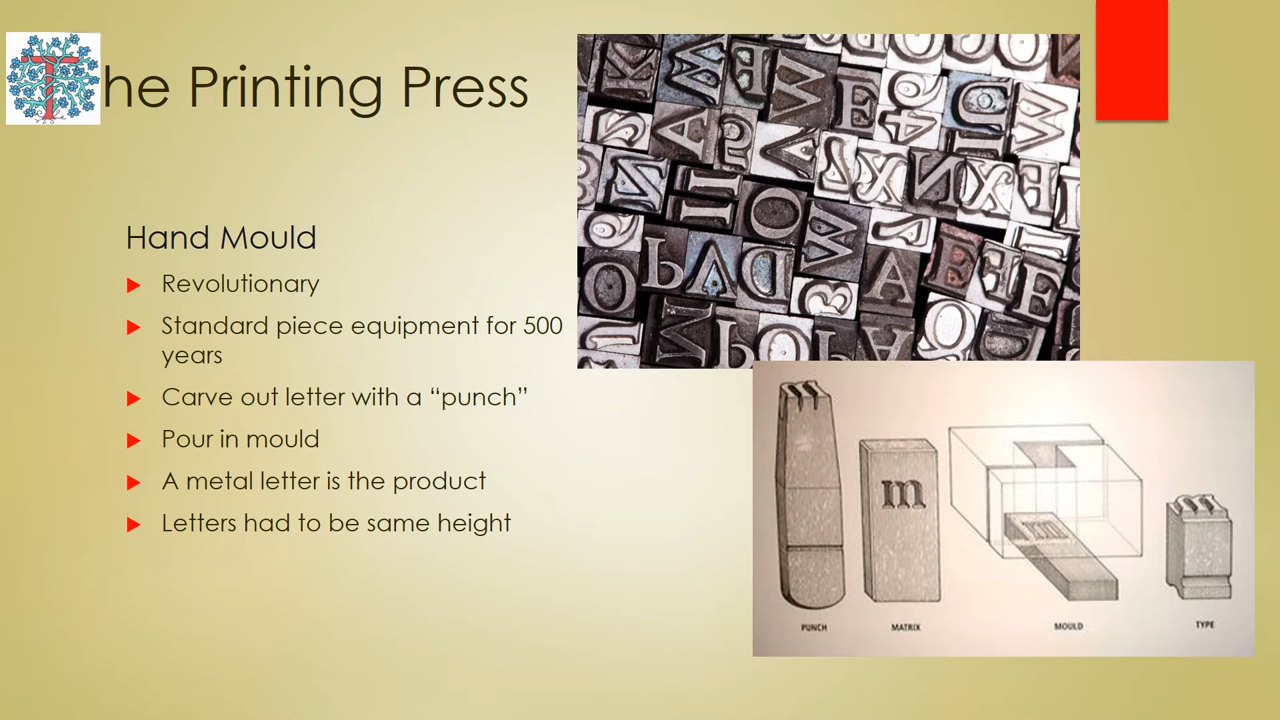 he Printing Press
Hand Mould
Revolutionary
Standard piece equipment for 500
years
Carve out letter with a “punch”
Pour in mould
A metal letter is the product
Letters had to be same height
m
m
PUNCH
MATRIX
MOULD
TYPE